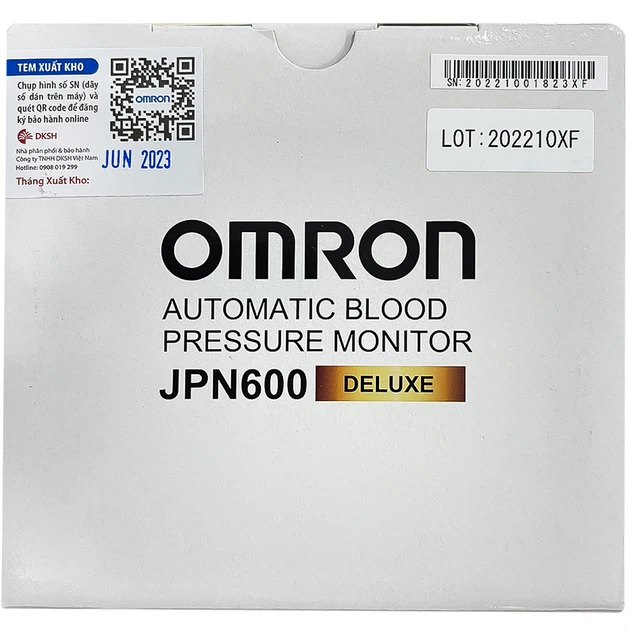 TEM XUẤT KHO
Chụp hình số SN (dãy
số dán trên máy) và
quét QR code để đăng
ký bảo hành online
OMRON
DKSH
Nhà phân phối & bảo hành
Công ty TNHH DKSH Việt Nam
Hotline: 0908 019 299
JUN 2023
Tháng Xuất Kho:
SN:20221001823XF
LOT:202210XF
OMRON
AUTOMATIC BLOOD
PRESSURE MONITOR
JPN600 DELUXE